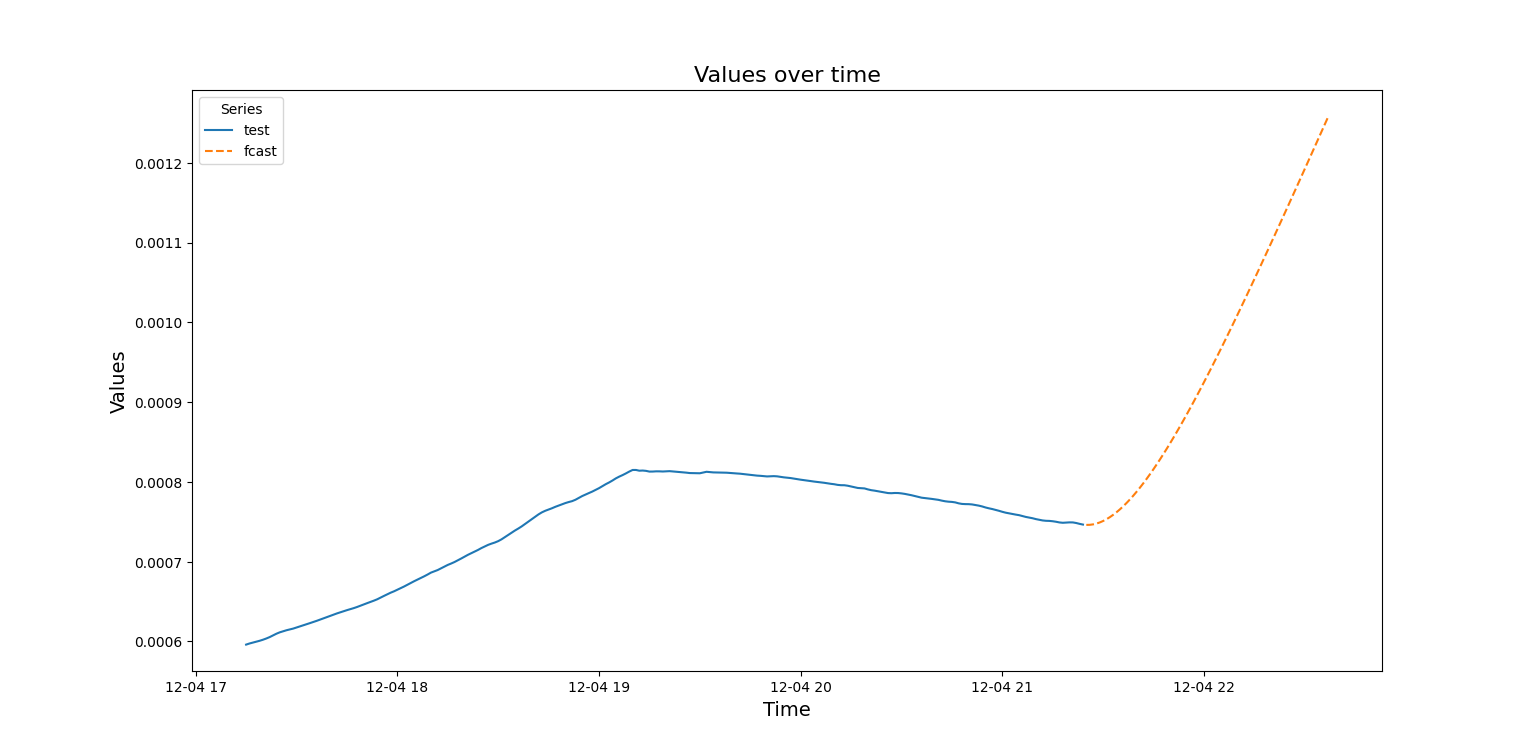 Values over time
Series
test
fcast
0.0012
0.0011
0.0010
0.0009
0.0008
0.0007
0.0006
Values
12-04 17 12-04 18 12-04 19 12-04 20 12-04 21 12-04 22
Time